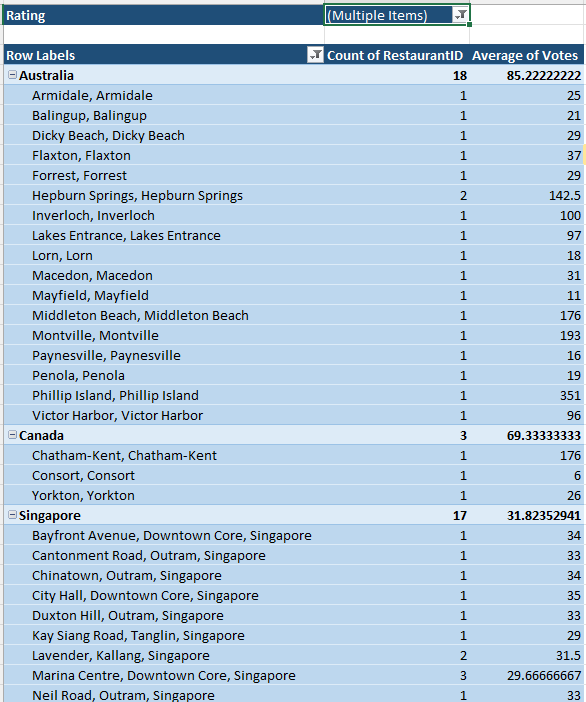 Rating (Multiple Items)
Row Labels Count of RestaurantID Average of Votes
Australia 18 85.22222222
Armidale, Armidale 1 25
Balingup, Balingup 1 21
Dicky Beach, Dicky Beach 1 29
Flaxton, Flaxton 1 37
Forrest, Forrest 1 29
Hepburn Springs, Hepburn Springs 2 142.5
Inverloch, Inverloch 1 100
Lakes Entrance, Lakes Entrance 1 97
Lorn, Lorn 1 18
Macedon, Macedon 1 31
Mayfield, Mayfield 1 11
Middleton Beach, Middleton Beach 1 176
Montville, Montville 1 193
Paynesville, Paynesville 1 16
Penola, Penola 1 19
Phillip Island, Phillip Island 1 351
Victor Harbor, Victor Harbor 1 96
Canada 3 69.33333333
Chatham-Kent, Chatham-Kent 1 176
Consort, Consort 1 6
Yorkton, Yorkton 1 26
Singapore 17 31.82352941
Bayfront Avenue, Downtown Core, Singapore 1 34
Cantonment Road, Outram, Singapore 1 33
Chinatown, Outram, Singapore 1 34
City Hall, Downtown Core, Singapore 1 35
Duxton Hill, Outram, Singapore 1 33
Kay Siang Road, Tanglin, Singapore 1 29
Lavender, Kallang, Singapore 2 31.5
Marina Centre, Downtown Core, Singapore 3 29.66666667
Neil Road, Outram, Singapore 1 33